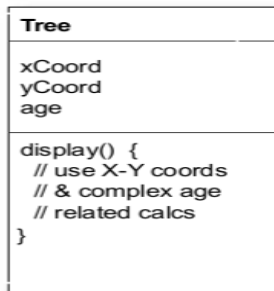 Tree
xCoord
yCoord
age
display() {
// use X-Y coords
// & complex age
// related calcs
}